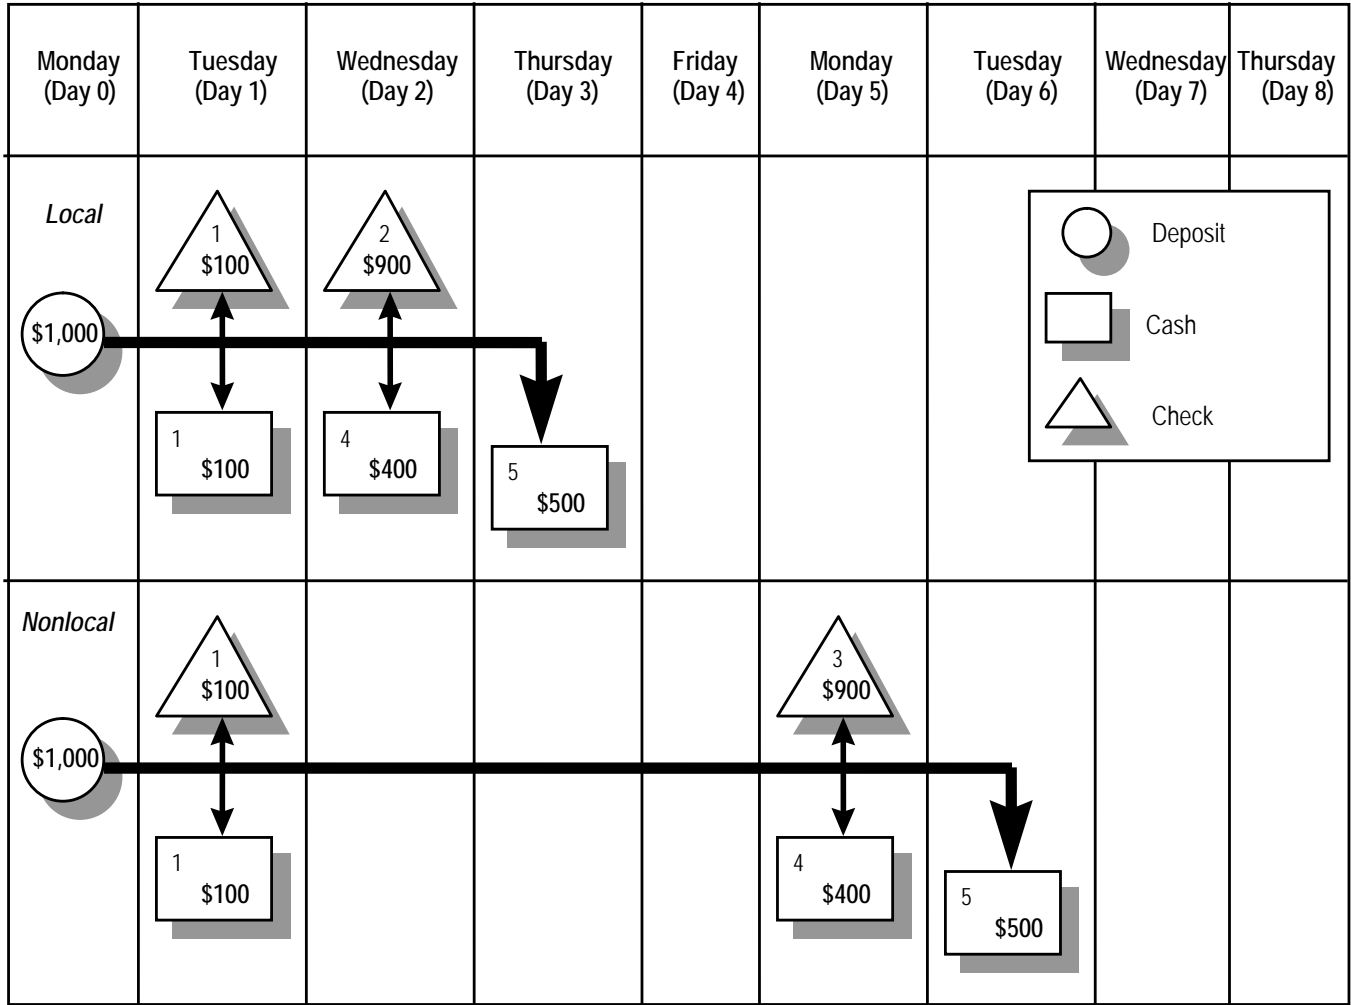 Monday
(Day 0)
Tuesday
(Day 1)
Wednesday
(Day 2)
Thursday
(Day 3)
Friday
(Day 4)
Monday
(Day 5)
Tuesday
(Day 6)
Wednesday
(Day 7)
Thursday
(Day 8)
Local
$1,000
1
$100
2
$900
1
$100
4
$400
5
$500
Deposit
Cash
Check
Nonlocal
$1,000
1
$100
3
$900
1
$100
4
$400
5
$500